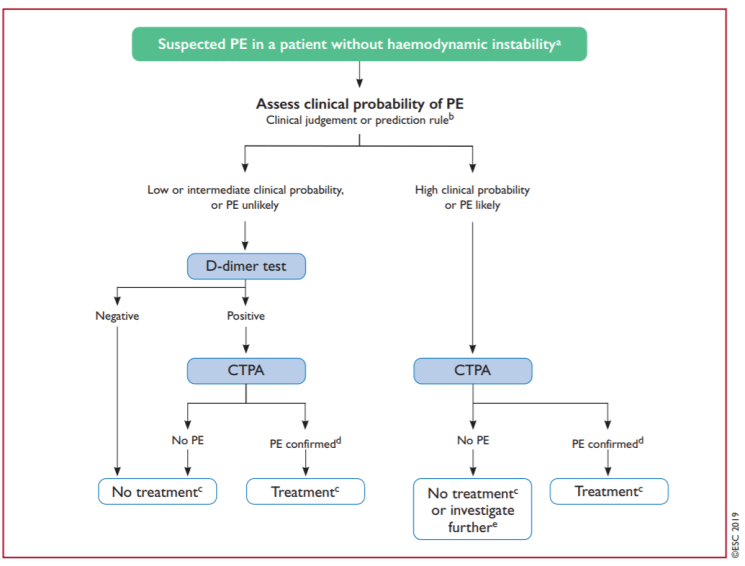 Suspected PE in a patient without haemodynamic instabilityᵃ
Assess clinical probability of PE
Clinical judgement or prediction ruleᵇ
Low or intermediate clinical probability,
or PE unlikely
High clinical probability
or PE likely
D-dimer test
Negative
Positive
CTPA
CTPA
No PE
PE confirmedᵈ
No PE
PE confirmedᵈ
No treatmentᶜ
Treatmentᶜ
No treatmentᶜ
or investigate
furtherᵉ
Treatmentᶜ
©ESC 2019